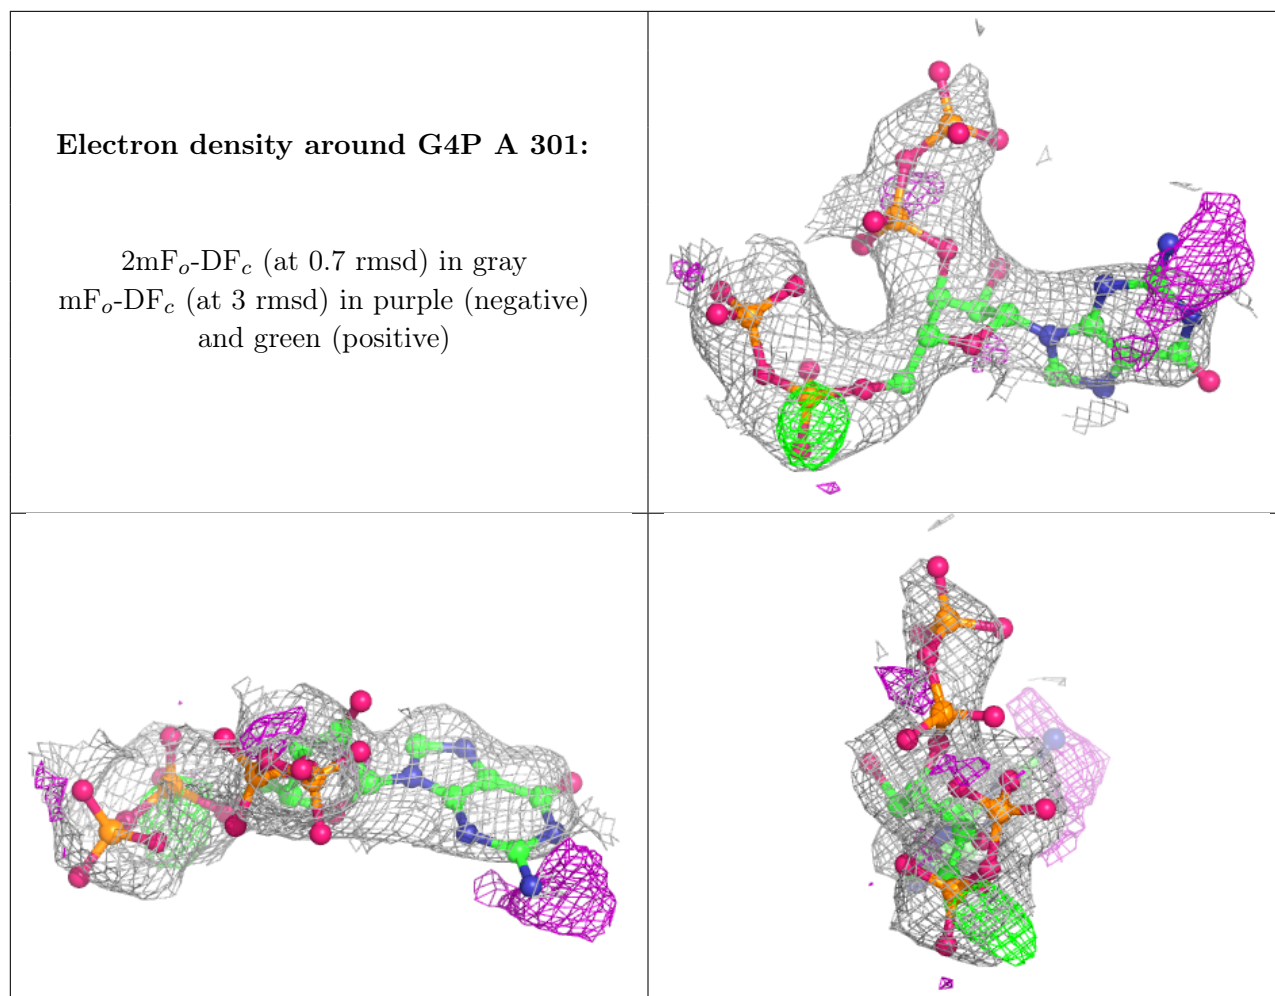 Electron density around G4P A 301:
2mFo-DFc (at 0.7 rmsd) in gray
mFo-DFc (at 3 rmsd) in purple (negative)
and green (positive)